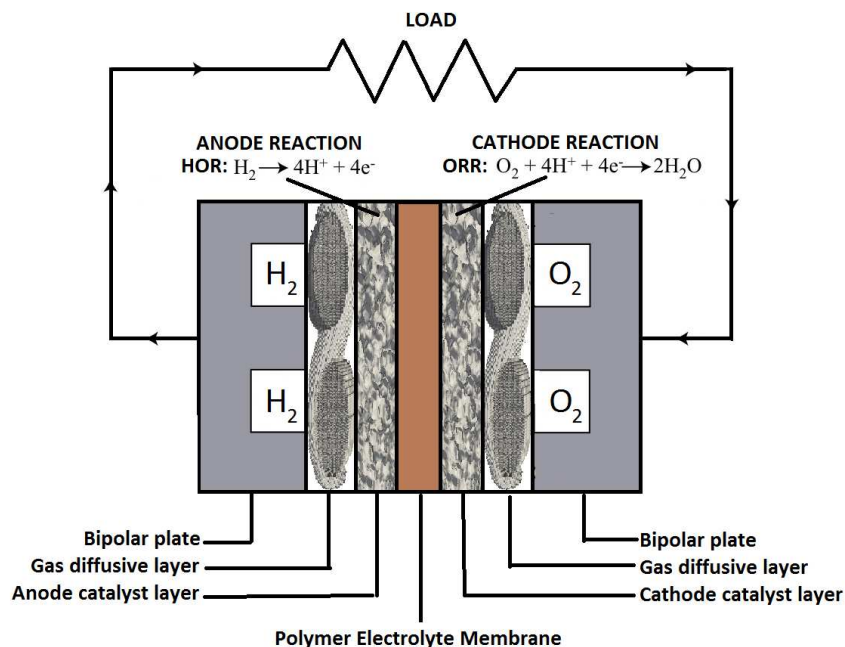 LOAD
ANODE REACTION
HOR: H₂ → 4H⁺ + 4e⁻
CATHODE REACTION
ORR: O₂ + 4H⁺ + 4e⁻ → 2H₂O
H₂
O₂
H₂
O₂
Bipolar plate
Gas diffusive layer
Anode catalyst layer
Bipolar plate
Gas diffusive layer
Cathode catalyst layer
Polymer Electrolyte Membrane